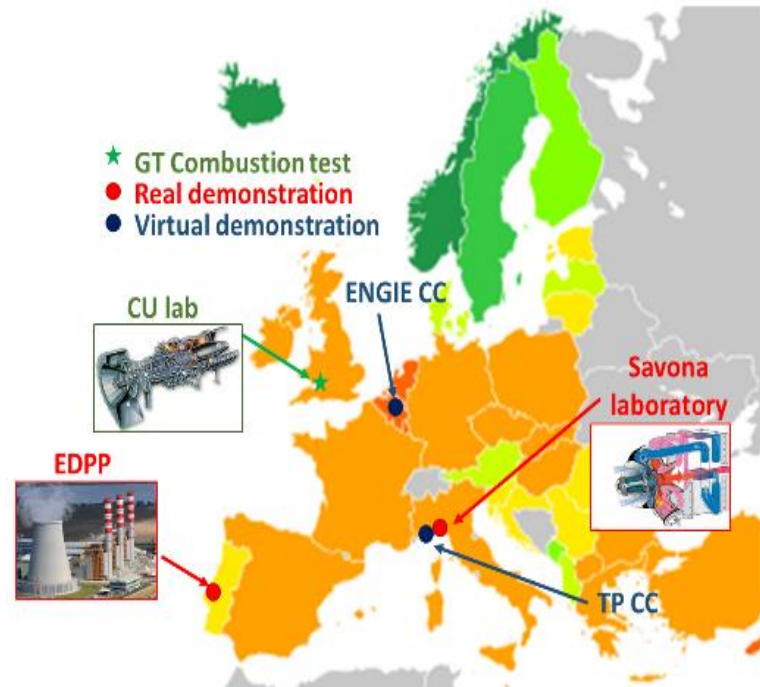 GT Combustion test
Real demonstration
Virtual demonstration
CU lab
ENGIE CC
Savona
laboratory
EDPP
TP CC